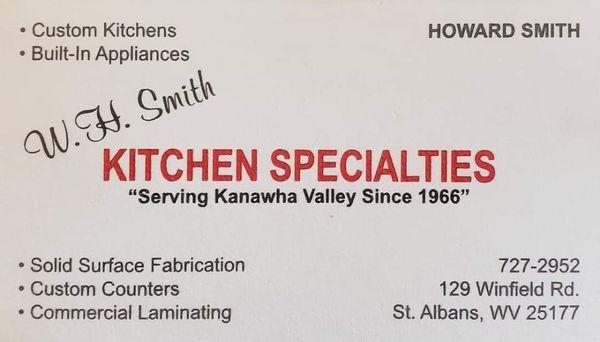 • Custom Kitchens
• Built-In Appliances
HOWARD SMITH
W. H. Smith
KITCHEN SPECIALTIES
“Serving Kanawha Valley Since 1966”
• Solid Surface Fabrication
• Custom Counters
• Commercial Laminating
727-2952
129 Winfield Rd.
St. Albans, WV 25177